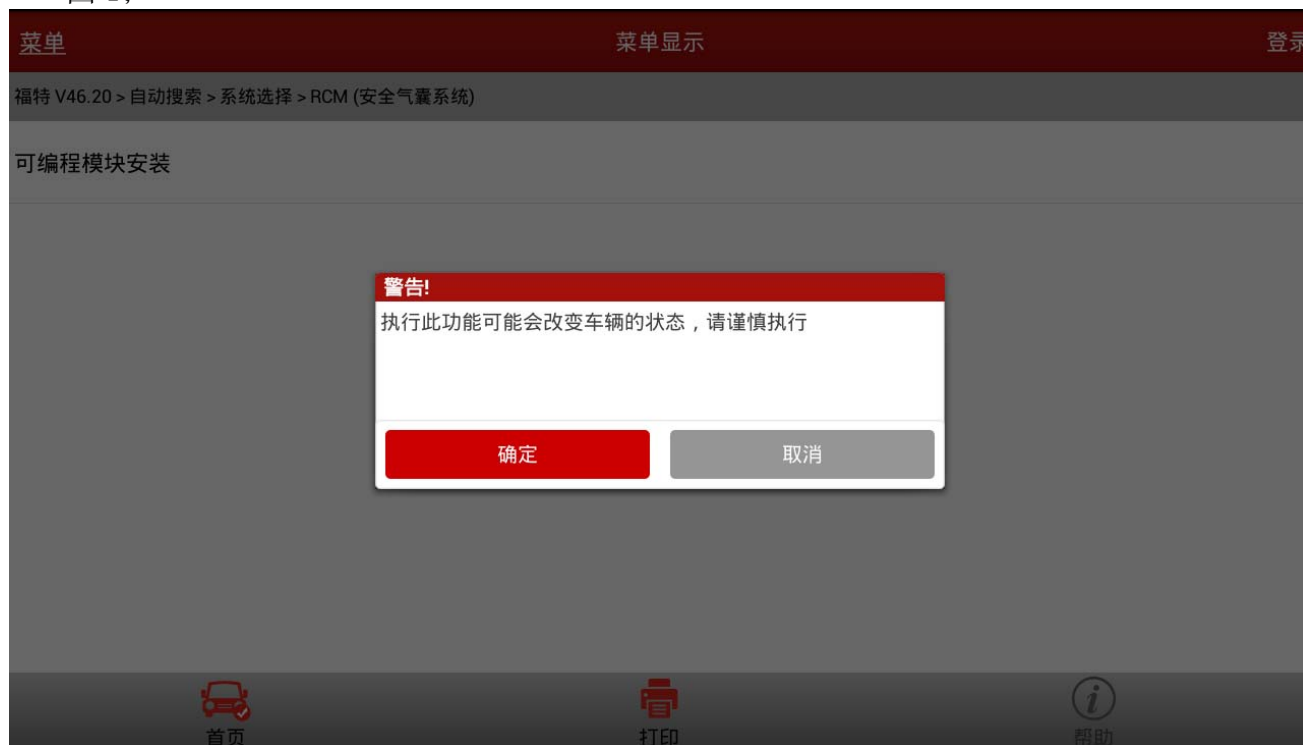 菜单
菜单显示
登录
福特 V46.20 > 自动搜索 > 系统选择 > RCM (安全气囊系统)
可编程模块安装
警告!
执行此功能可能会改变车辆的状态，请谨慎执行
确定
取消
首页
打印
帮助